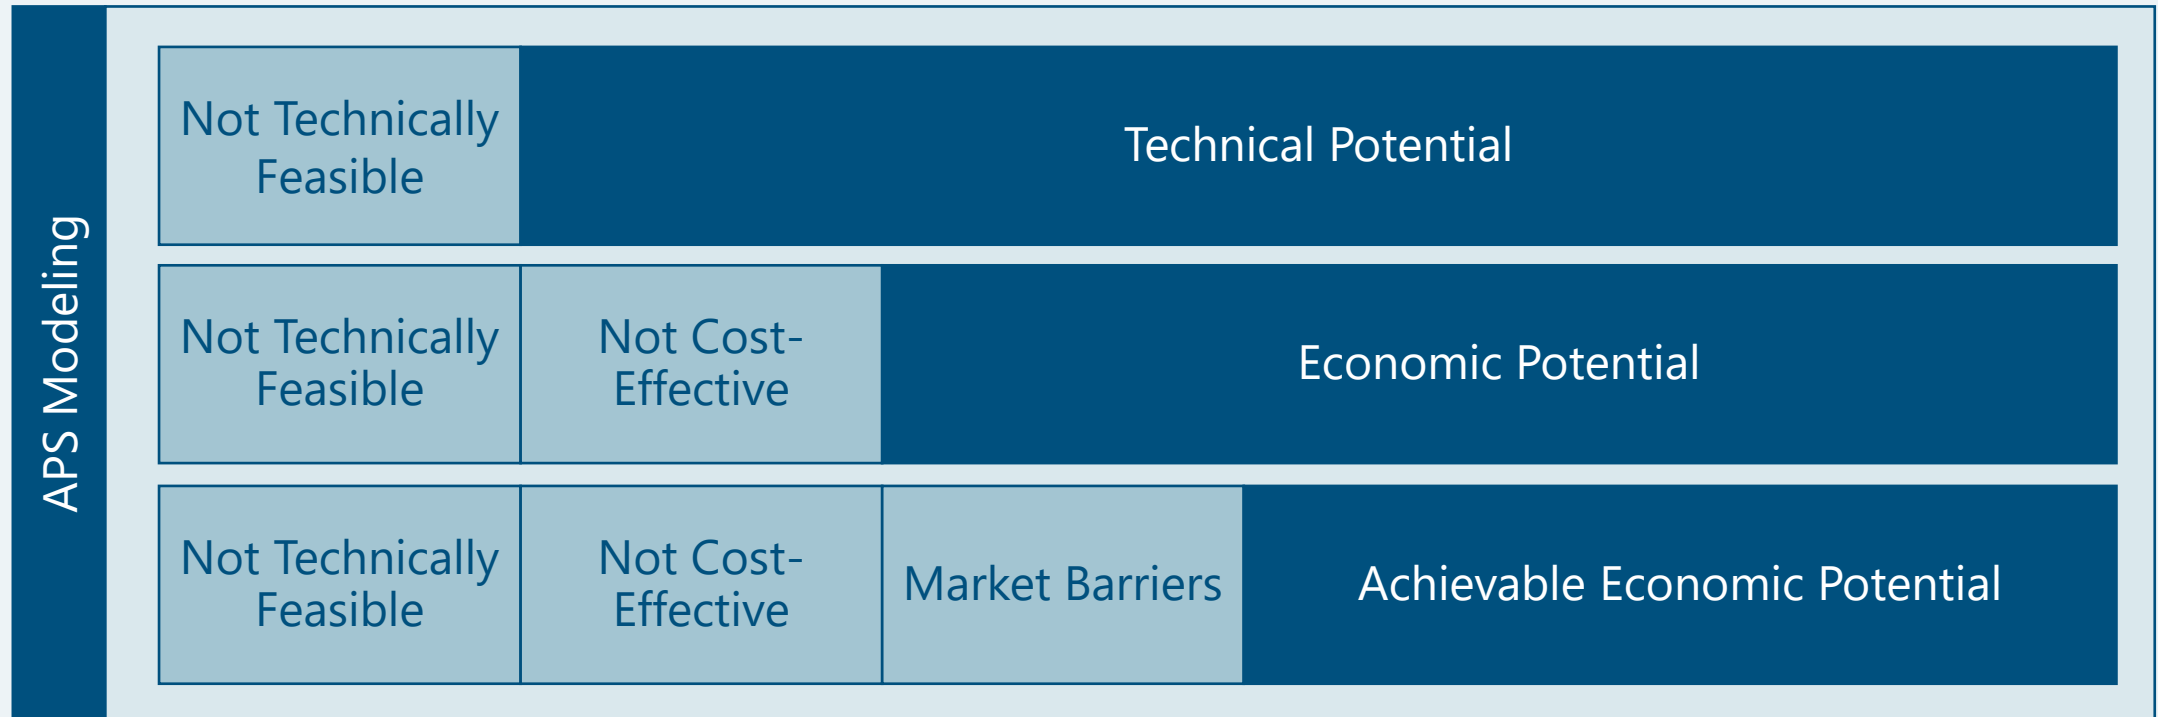 APS Modeling
Not Technically
Feasible
Technical Potential
Not Technically
Feasible
Not Cost-
Effective
Economic Potential
Not Technically
Feasible
Not Cost-
Effective
Market Barriers
Achievable Economic Potential